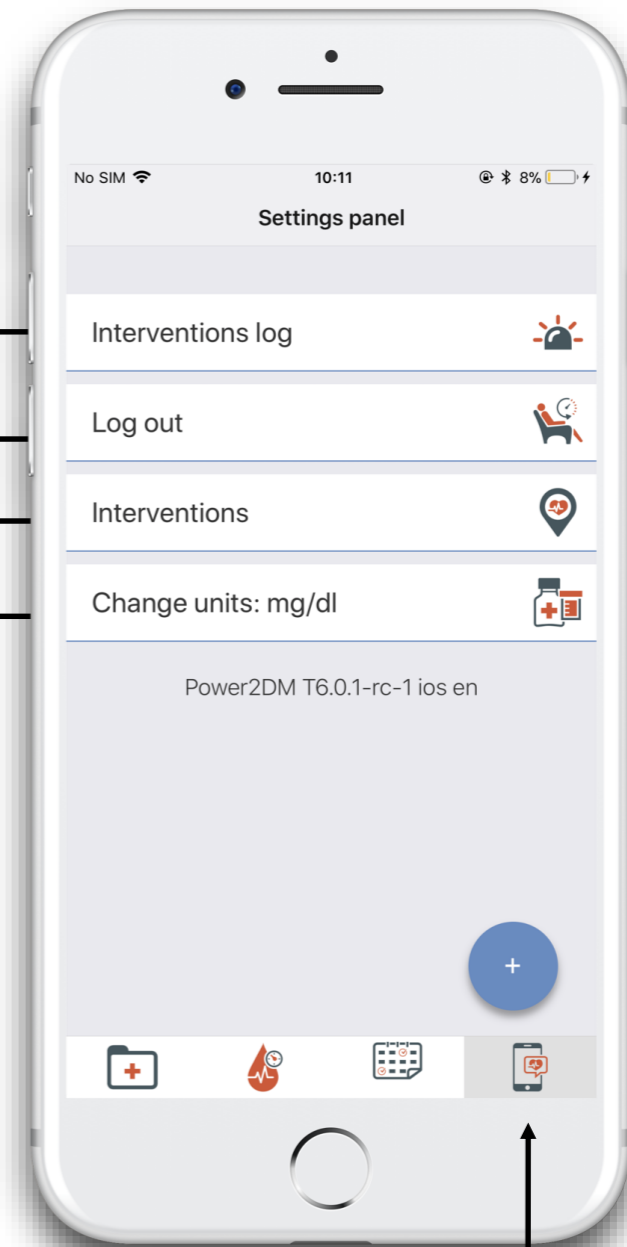 No SIM 10:11 8%
Settings panel
Interventions log
Log out
Interventions
Change units: mg/dl
Power2DM T6.0.1-rc-1 ios en
+